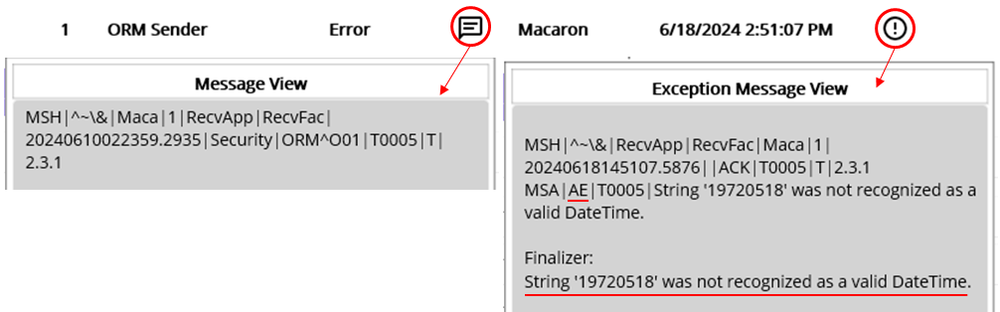 1 ORM Sender Error Macaron 6/18/2024 2:51:07 PM
Message View
MSH|^~\&|Maca|1|RecvApp|RecvFac|
20240610022359.2935|Security|ORM^O01|T0005|T|
2.3.1
Exception Message View
MSH|^~\&|RecvApp|RecvFac|Maca|1|
20240618145107.5876||ACK|T0005|T|2.3.1
MSA|AE|T0005|String '19720518' was not recognized as a
valid DateTime.
Finalizer:
String '19720518' was not recognized as a valid DateTime.